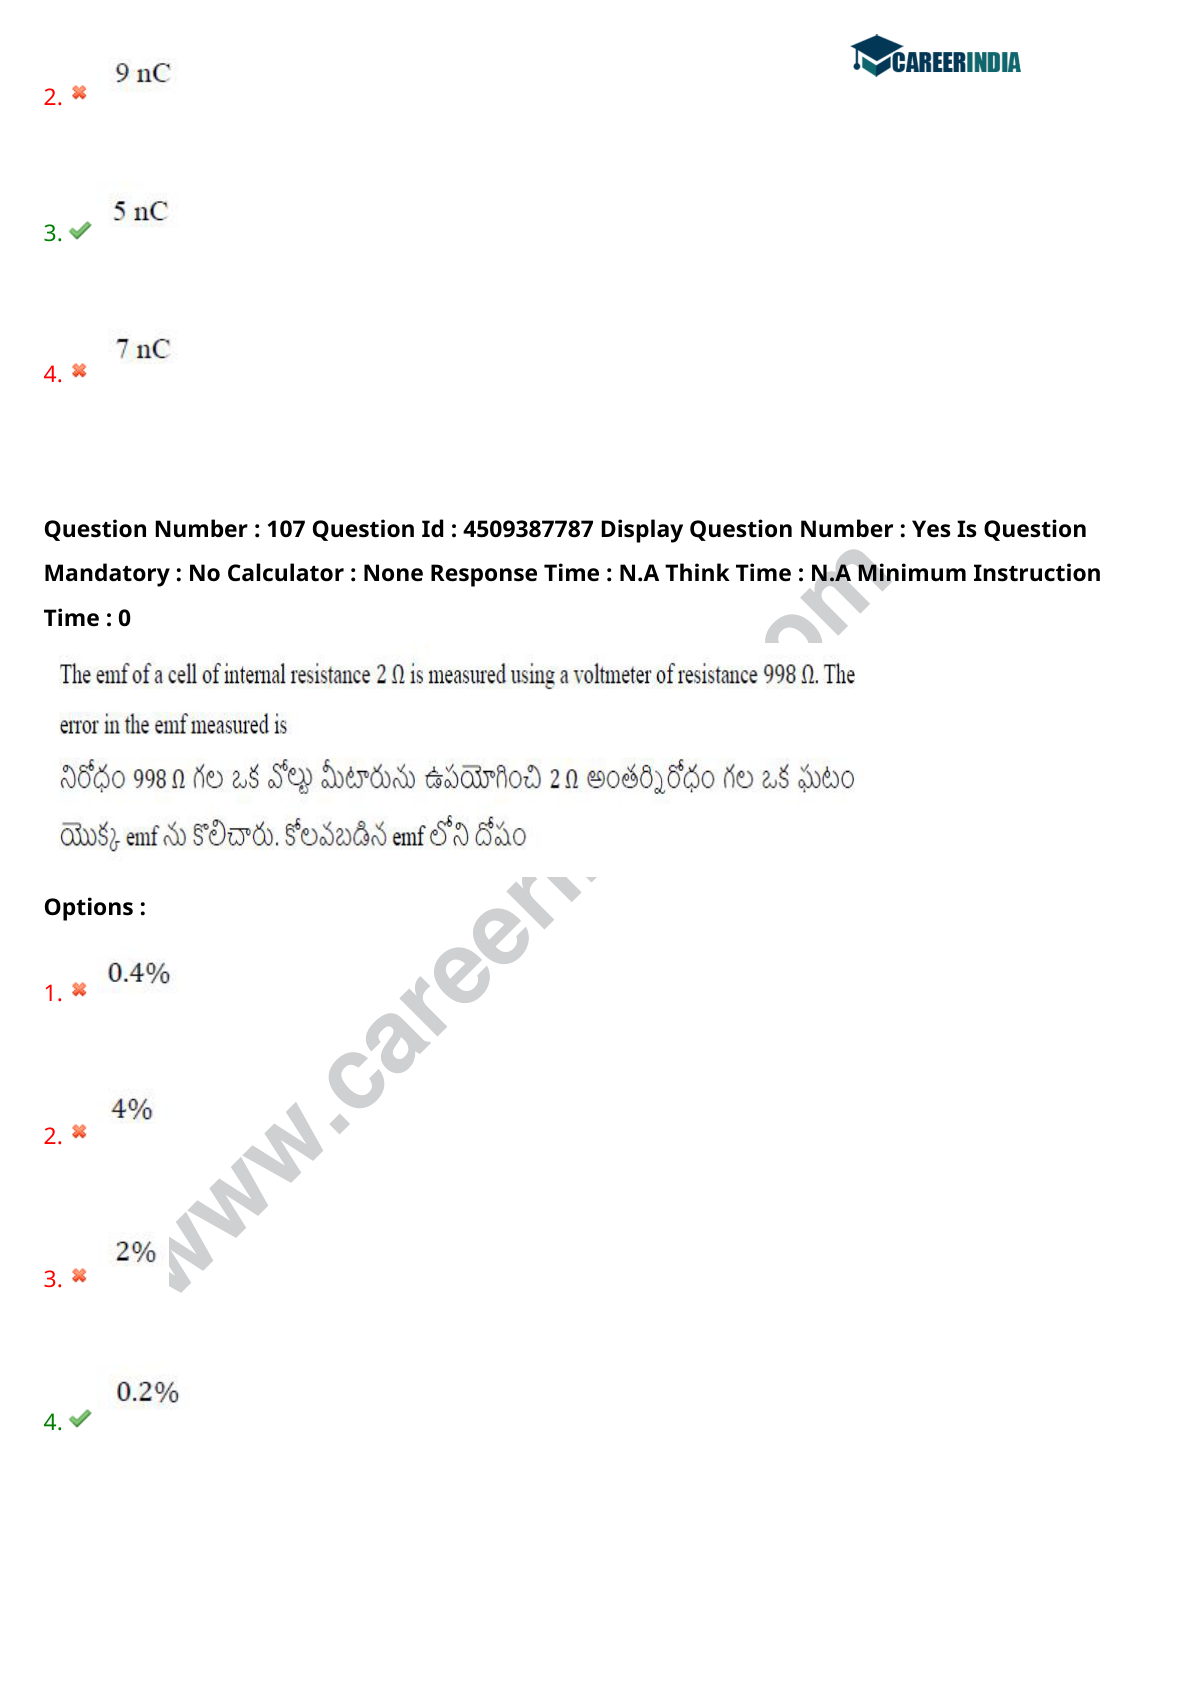 CAREERINDIA
9 nC
2.
5 nC
3.
7 nC
4.
Question Number : 107 Question Id : 4509387787 Display Question Number : Yes Is Question
Mandatory : No Calculator : None Response Time : N.A Think Time : N.A Minimum Instruction
Time : 0
The emf of a cell of internal resistance 2 Ω is measured using a voltmeter of resistance 998 Ω. The
error in the emf measured is
నిరోధం 998 Ω గల ఒక వోల్టు మీటారును ఉపయోగించి 2 Ω అంతర్నిరోధం గల ఒక ఘటం
యొక్క emf ను కొలిచారు. కోలవబడిన emf లోని దోషం
Options :
0.4%
1.
4%
2.
2%
3.
0.2%
4.
www.careeri
om